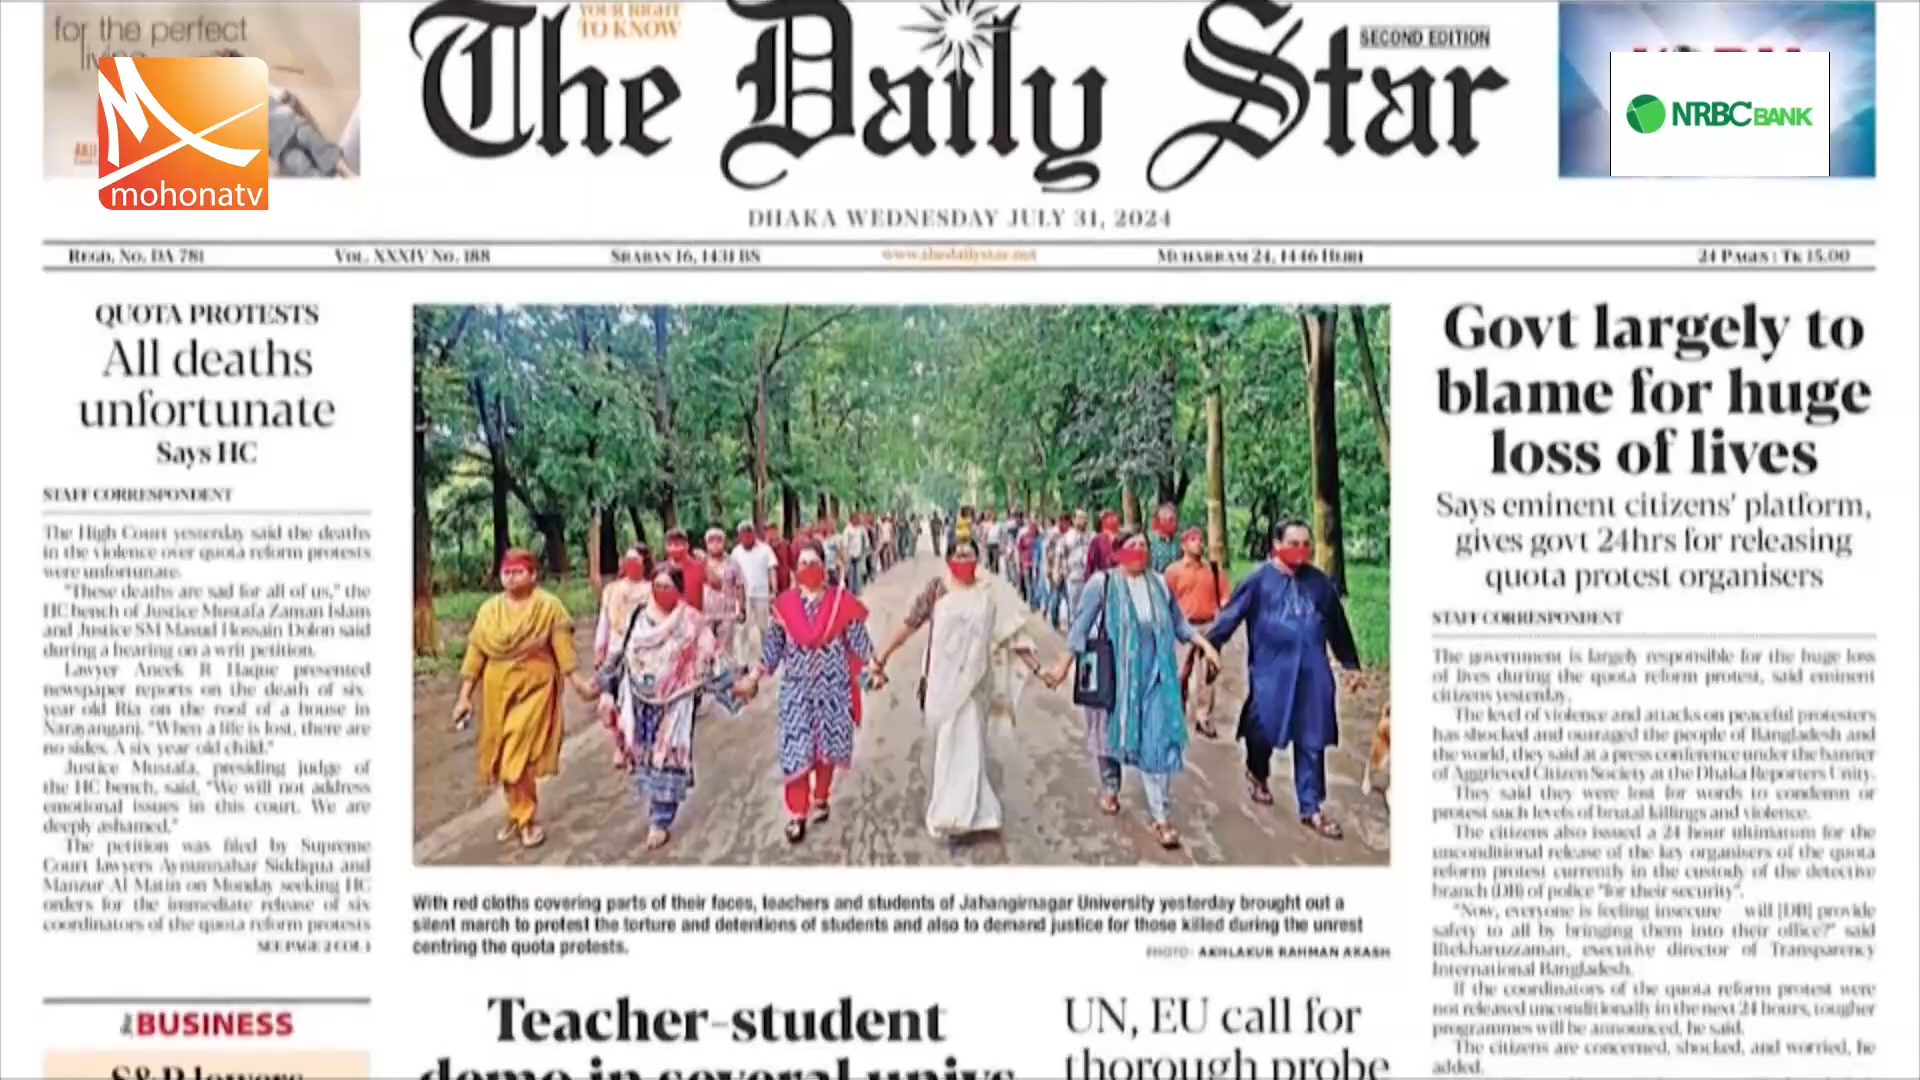 for the perfect
living
mohonatv
YOUR RIGHT
TO KNOW
The Daily Star
SECOND EDITION
NRBC BANK
DHAKA WEDNESDAY JULY 31, 2024
REGD. NO. DA 781
VOL. XXXIV No. 188
SRABAN 16, 1431 BS
www.thedailystar.net
MUHARRAM 24, 1446 HIJRI
24 PAGES : TK 15.00
QUOTA PROTESTS
All deaths
unfortunate
Says HC
STAFF CORRESPONDENT
The High Court yesterday said the deaths
in the violence over quota reform protests
were unfortunate.
"These deaths are sad for all of us," the
HC bench of Justice Mustafa Zaman Islam
and Justice SM Masud Hossain Dolon said
during a hearing on a writ petition.
Lawyer Aneek R Haque presented
newspaper reports on the death of six-
year-old Ria on the roof of a house in
Narayanganj. "When a life is lost, there are
no sides. A six-year-old child."
Justice Mustafa, presiding judge of
the HC bench, said, "We will not address
emotional issues in this court. We are
deeply ashamed."
The petition was filed by Supreme
Court lawyers Aynunnahar Siddiqua and
Manzur Al Matin on Monday seeking HC
orders for the immediate release of six
coordinators of the quota reform protests
SEE PAGE 2 COL 1
BUSINESS
S&P lowers
With red cloths covering parts of their faces, teachers and students of Jahangirnagar University yesterday brought out a
silent march to protest the torture and detentions of students and also to demand justice for those killed during the unrest
centring the quota protests.
PHOTO: AKHLAKUR RAHMAN AKASH
Teacher-student
demo in several univs
UN, EU call for
thorough probe
Govt largely to
blame for huge
loss of lives
Says eminent citizens' platform,
gives govt 24hrs for releasing
quota protest organisers
STAFF CORRESPONDENT
The government is largely responsible for the huge loss
of lives during the quota reform protest, said eminent
citizens yesterday.
The level of violence and attacks on peaceful protesters
has shocked and outraged the people of Bangladesh and
the world, they said at a press conference under the banner
of Aggrieved Citizen Society at the Dhaka Reporters Unity.
They said they were lost for words to condemn or
protest such levels of brutal killings and violence.
The citizens also issued a 24-hour ultimatum for the
unconditional release of the key organisers of the quota
reform protest currently in the custody of the detective
branch (DB) of police "for their security".
"Now, everyone is feeling insecure – will [DB] provide
safety to all by bringing them into their office?" said
Iftekharuzzaman, executive director of Transparency
International Bangladesh.
If the coordinators of the quota reform protest were
not released unconditionally in the next 24 hours, tougher
programmes will be announced, he said.
The citizens are concerned, shocked, and worried, he
added.